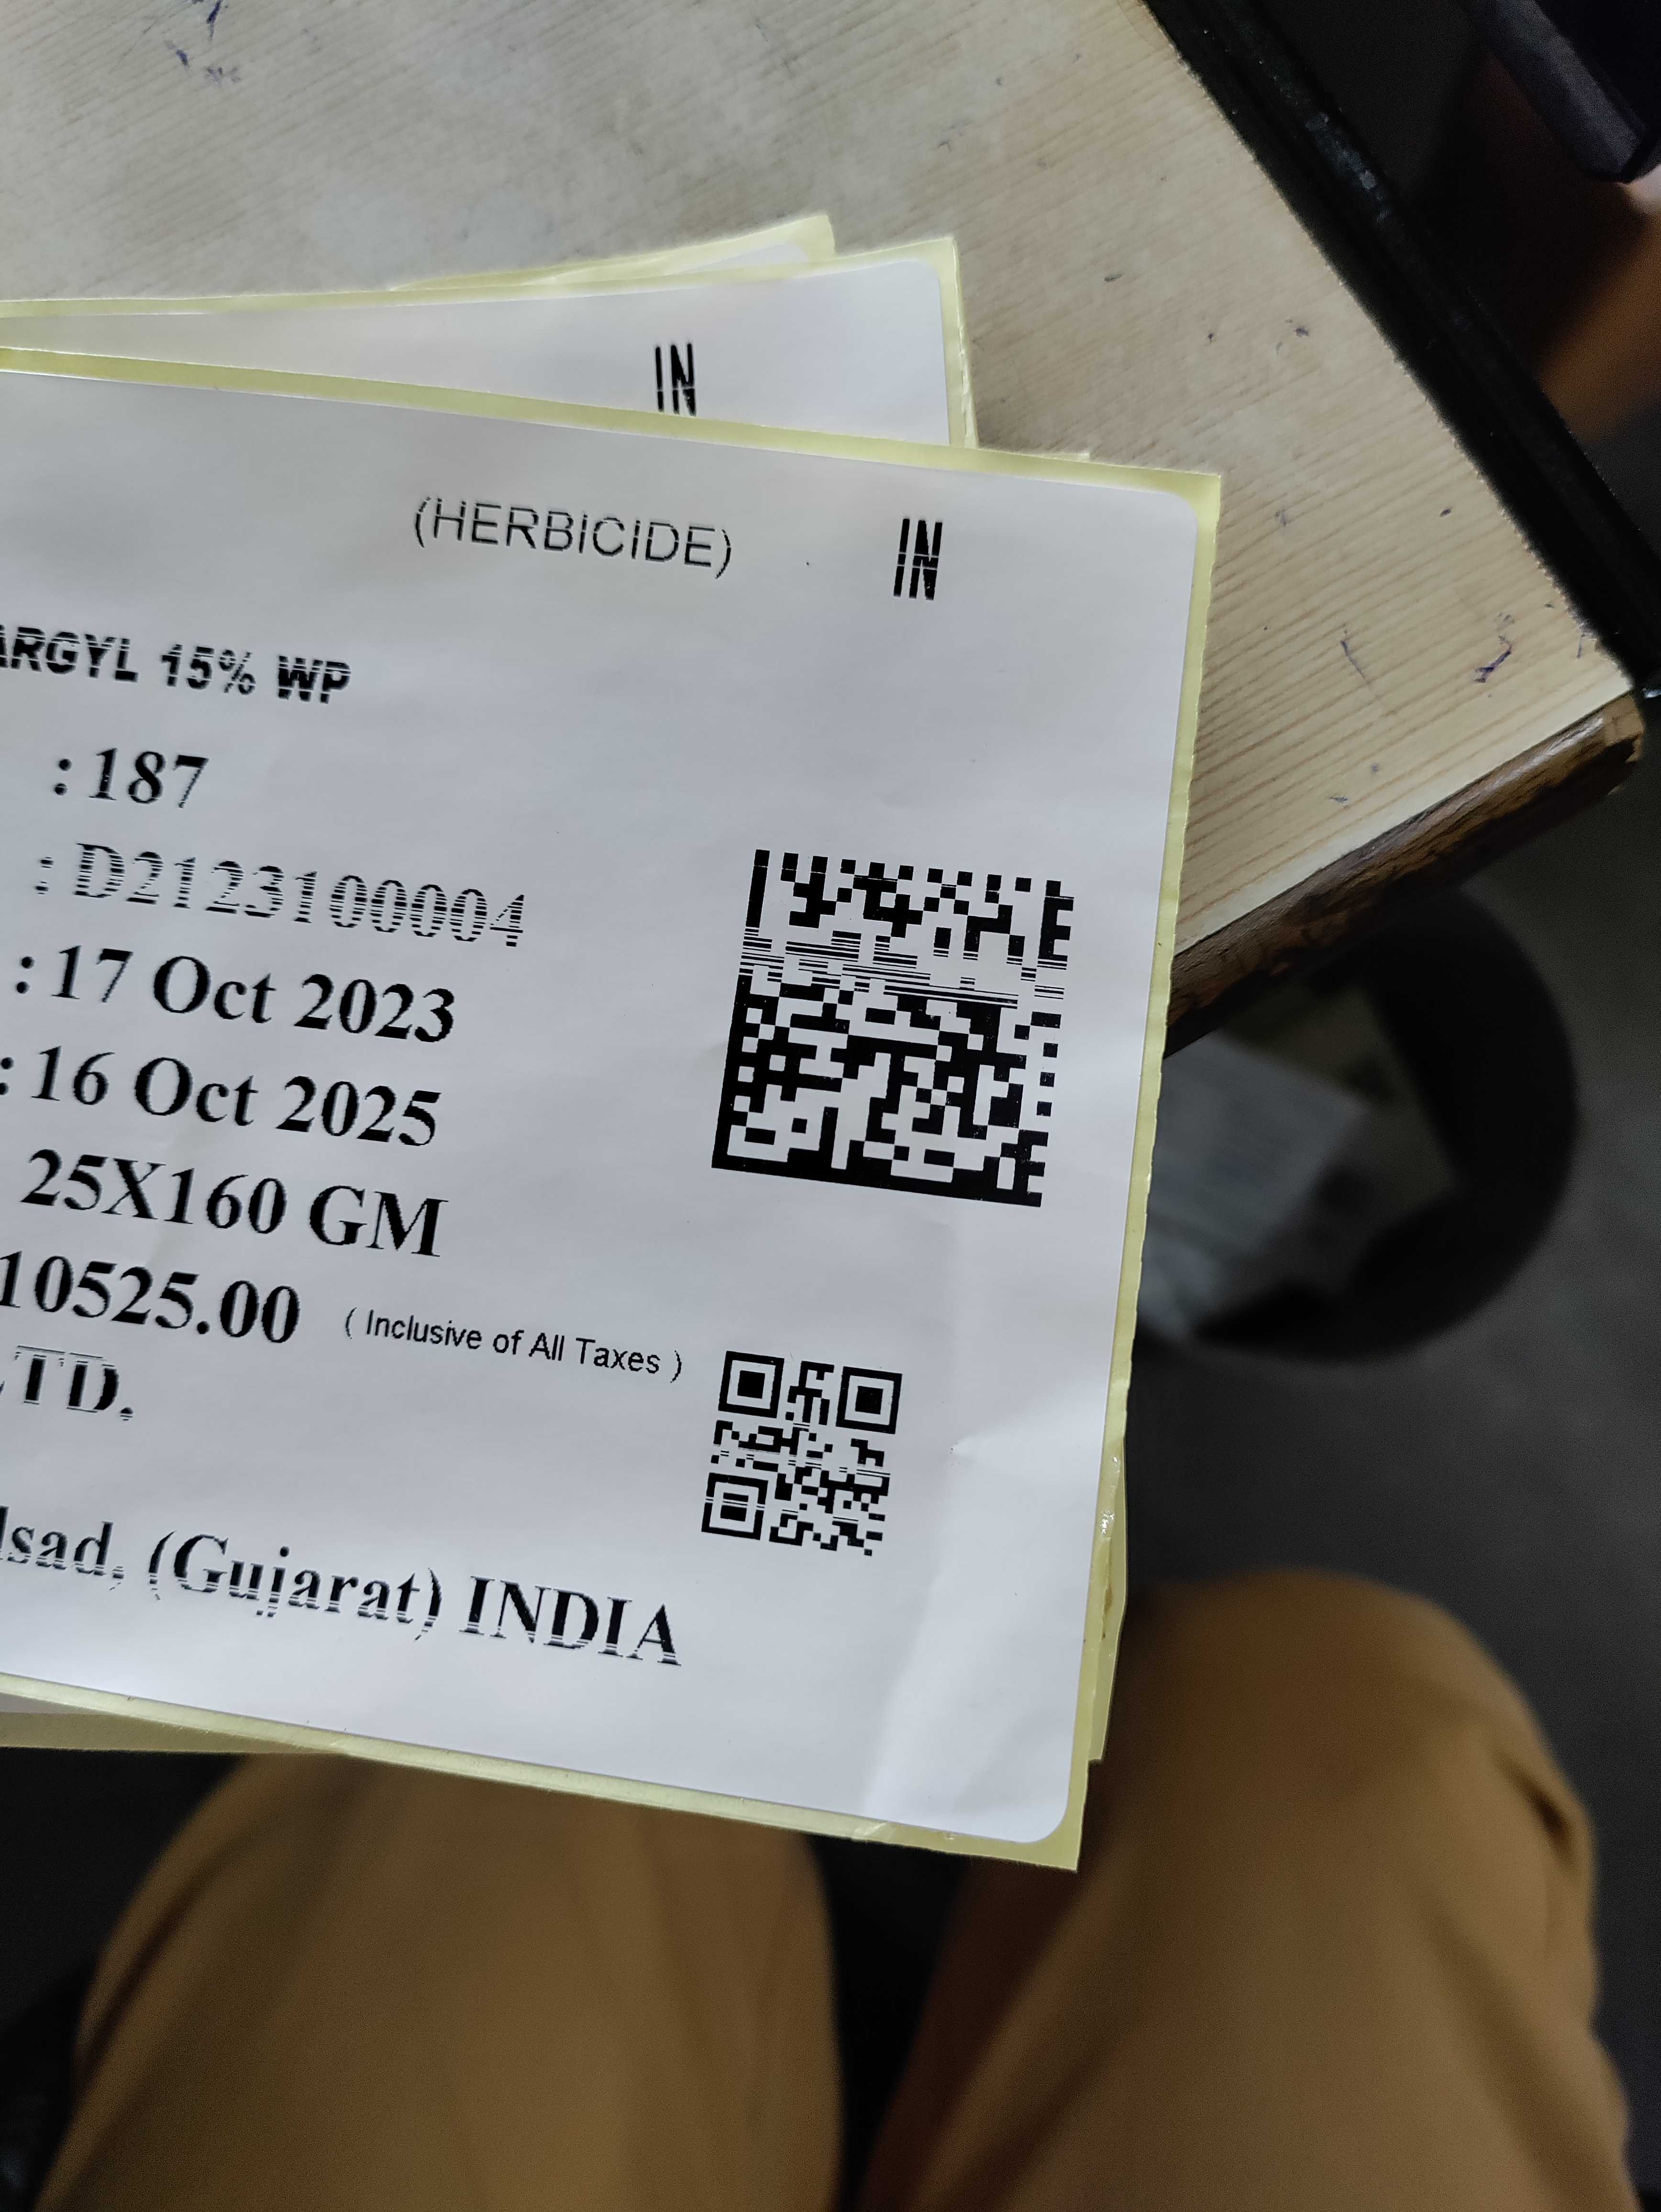 IN
(HERBICIDE) IN
ARGYL 15% WP
: 187
: D2123100004
: 17 Oct 2023
: 16 Oct 2025
25X160 GM
10525.00 ( Inclusive of All Taxes )
TD.
lsad, (Gujarat) INDIA